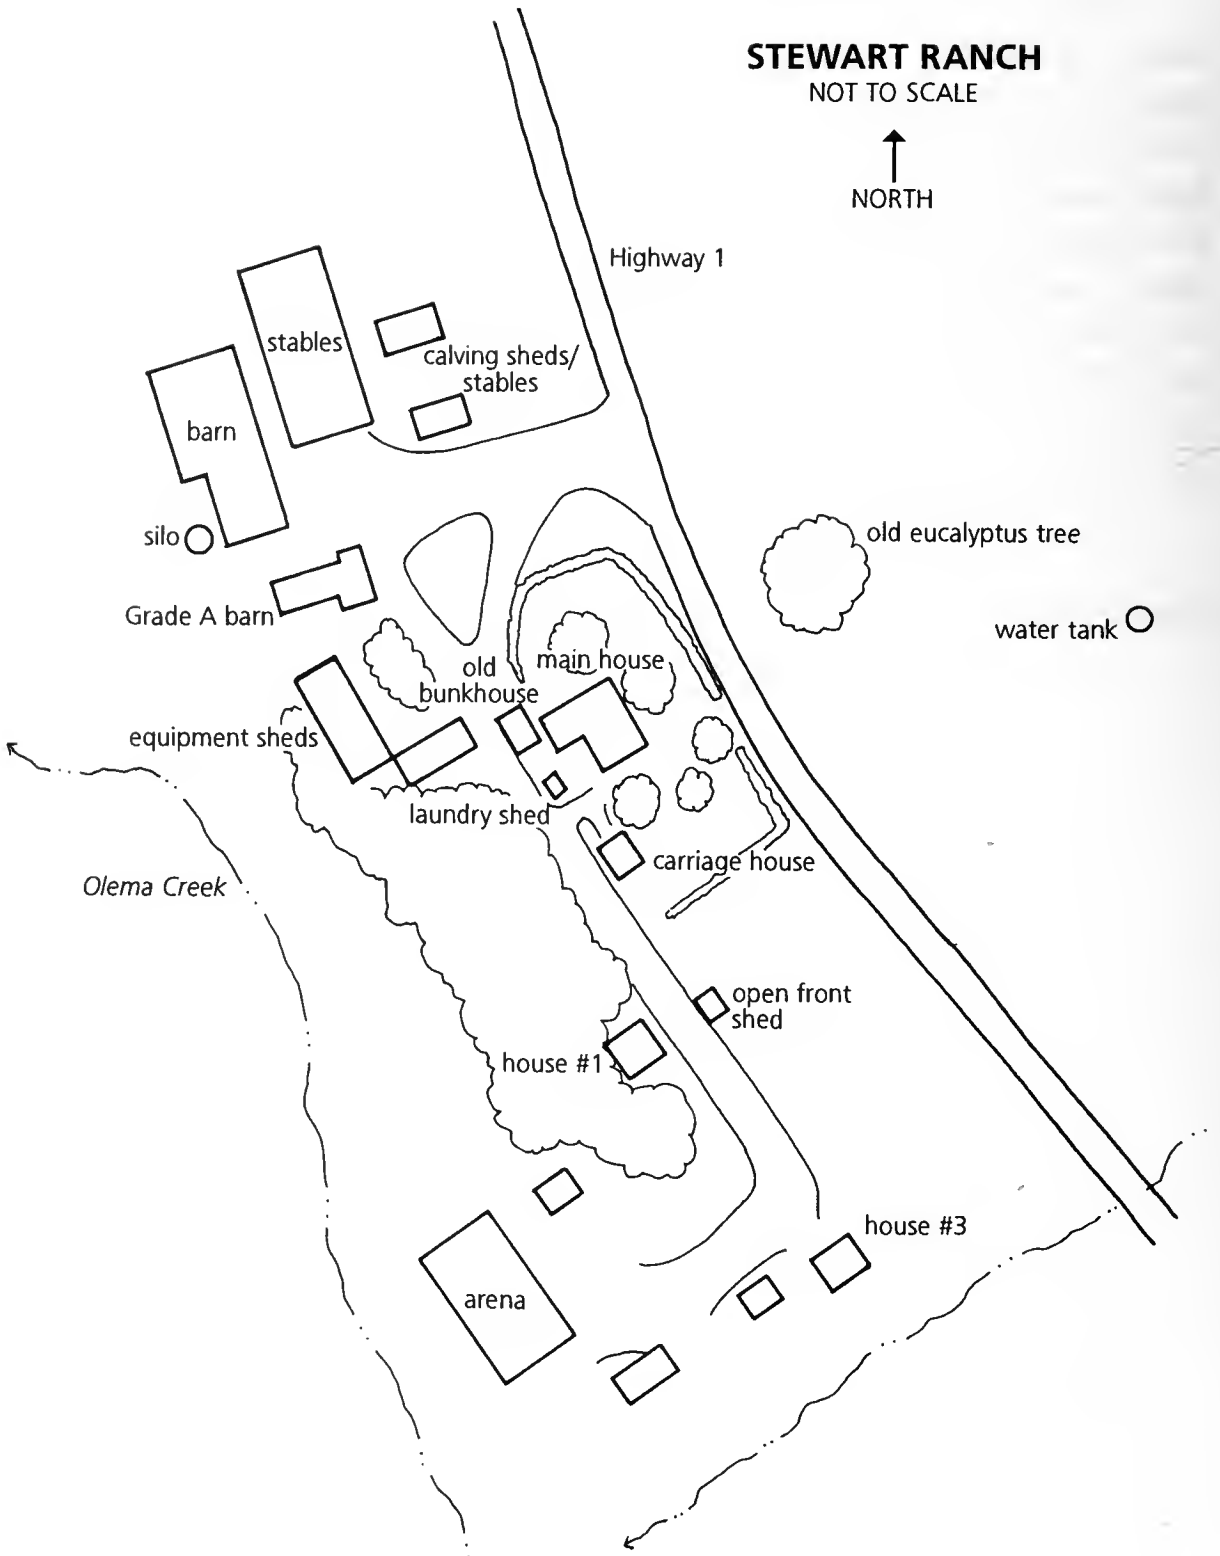 STEWART RANCH
NOT TO SCALE
NORTH
Highway 1
stables
calving sheds/
stables
barn
silo
old eucalyptus tree
Grade A barn
water tank
old
bunkhouse
main house
equipment sheds
laundry shed
carriage house
Olema Creek
open front
shed
house #1
house #3
arena